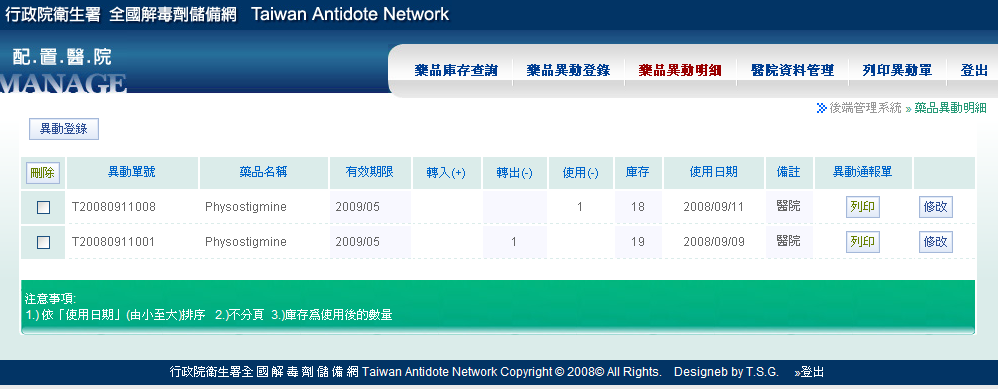 行政院衛生署 全國解毒劑儲備網 Taiwan Antidote Network
配.置.醫.院
MANAGE
藥品庫存查詢 藥品異動登錄 藥品異動明細 醫院資料管理 列印異動單 登出
後端管理系統 » 藥品異動明細
異動登錄
刪除 異動單號 藥品名稱 有效期限 轉入(+) 轉出(-) 使用(-) 庫存 使用日期 備註 異動通報單
T20080911008 Physostigmine 2009/05 1 18 2008/09/11 醫院 列印 修改
T20080911001 Physostigmine 2009/05 1 19 2008/09/09 醫院 列印 修改
注意事項:
1.)依「使用日期」(由小至大)排序 2.)不分頁 3.)庫存為使用後的數量
行政院衛生署全國解毒劑儲備網 Taiwan Antidote Network Copyright © 2008© All Rights. Designeb by T.S.G. »登出